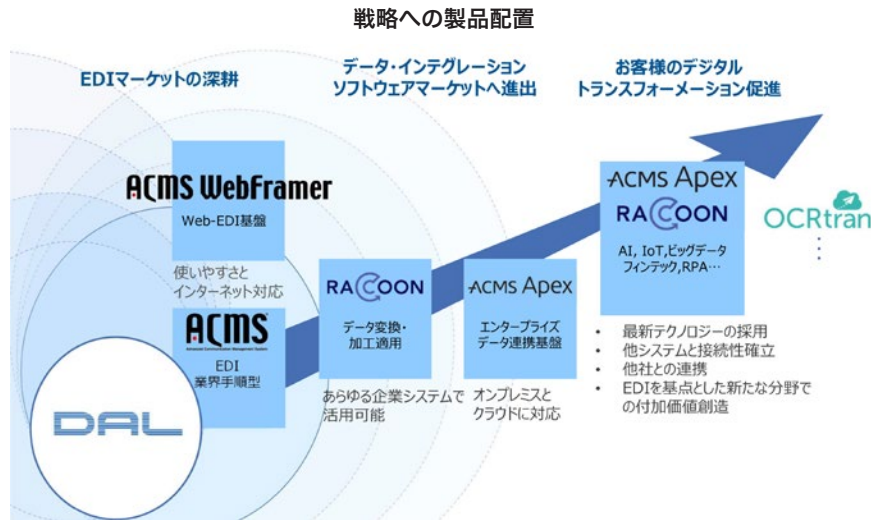 戦略への製品配置
EDIマーケットの深耕
データ・インテグレーション
ソフトウェアマーケットへ進出
お客様のデジタル
トランスフォーメーション促進
ACMS WebFramer
Web-EDI基盤
使いやすさと
インターネット対応
ACMS
Advanced Communication Management System
EDI
業界手順型
DAL
RACCOON
データ変換・
加工適用
あらゆる企業システムで
活用可能
ACMS Apex
エンタープライズ
データ連携基盤
オンプレミスと
クラウドに対応
ACMS Apex
RACCOON
AI, IoT,ビッグデータ
フィンテック,RPA…
• 最新テクノロジーの採用
• 他システムと接続性確立
• 他社との連携
• EDIを基点とした新たな分野で
の付加価値創造
OCRtran